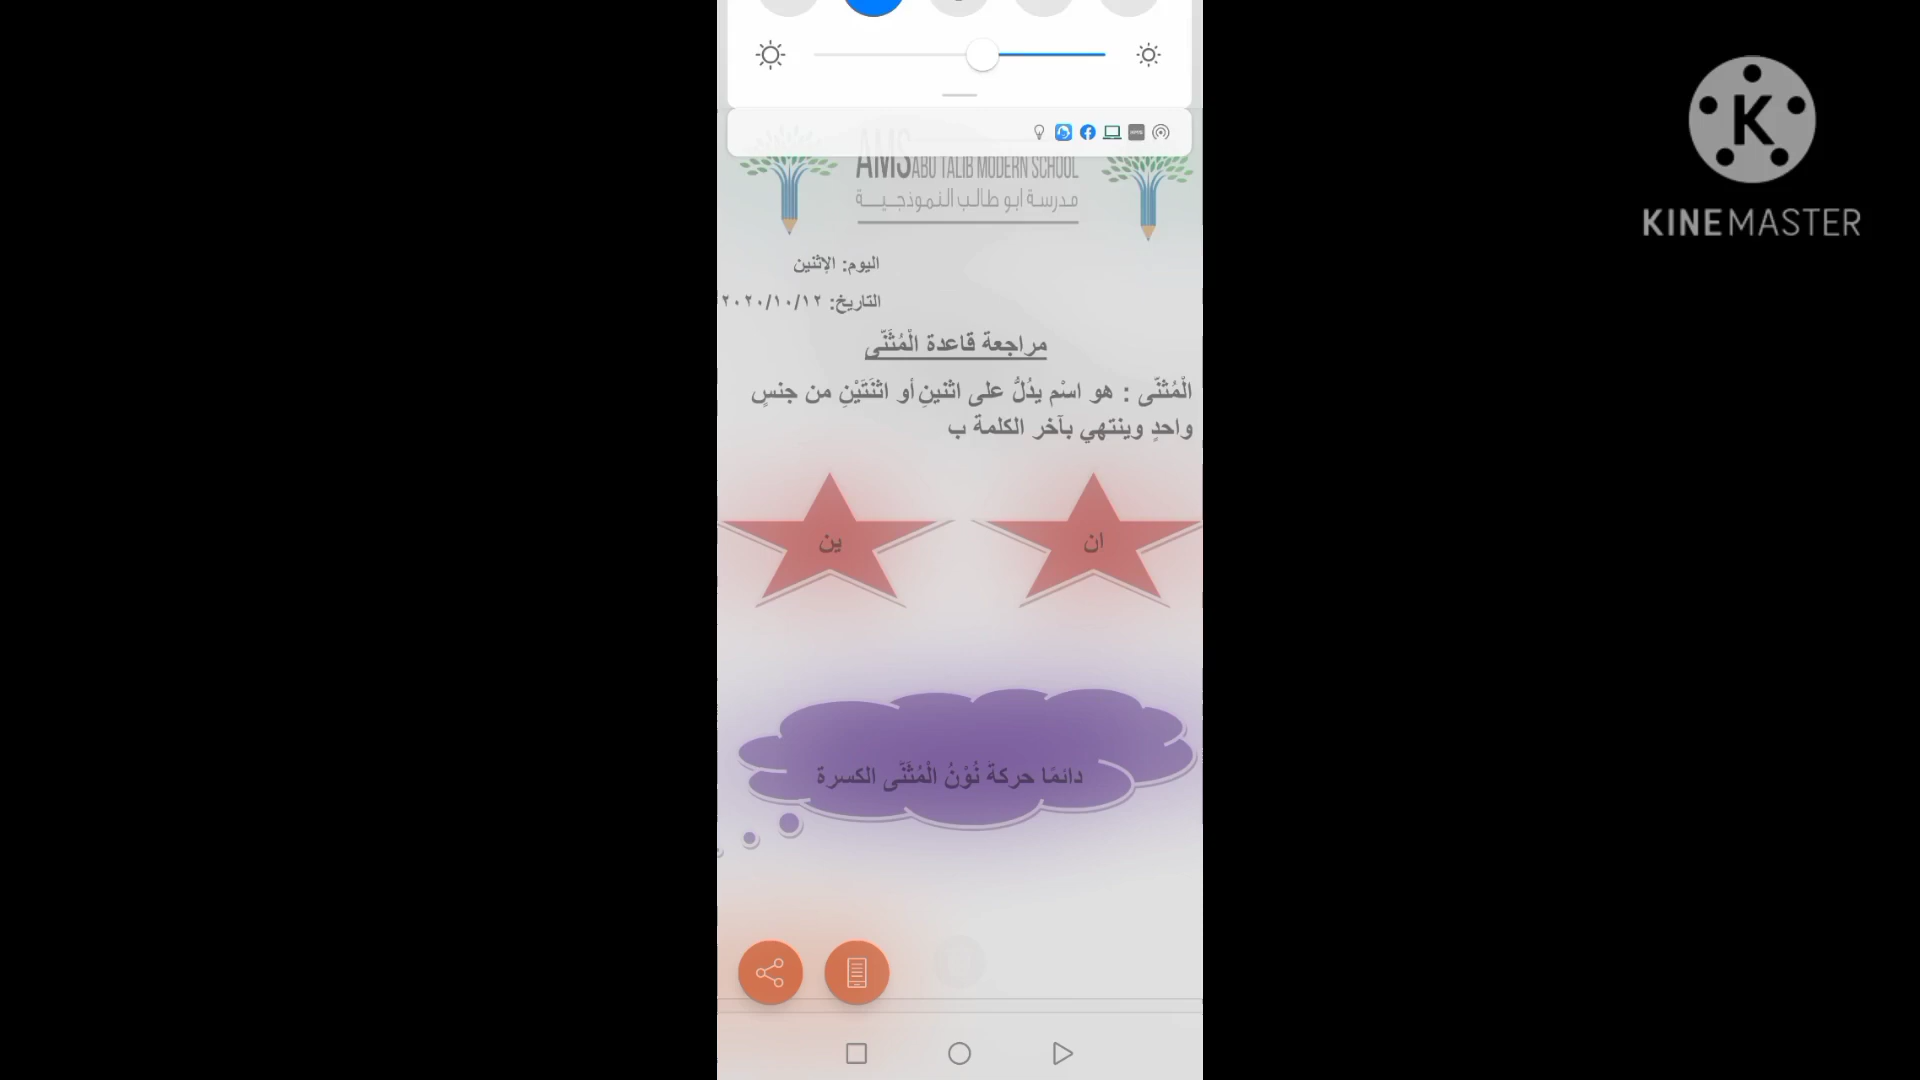 AMS ABU TALIB MODERN SCHOOL
مدرسة ابو طالب النموذجية
اليوم: الإثنين
التاريخ: ٢٠٢٠/١٠/١٢
مراجعة قاعدة الْمُثَنّى
الْمُثنّى : هو اسْم يدُلُّ على اثنينِ أو اثنَتَيْنِ من جنسٍ
واحدٍ وينتهي بآخر الكلمة ب
ان
ين
دائمًا حركة نُوْنُ الْمُثَنَّى الكسرة
K
KINEMASTER